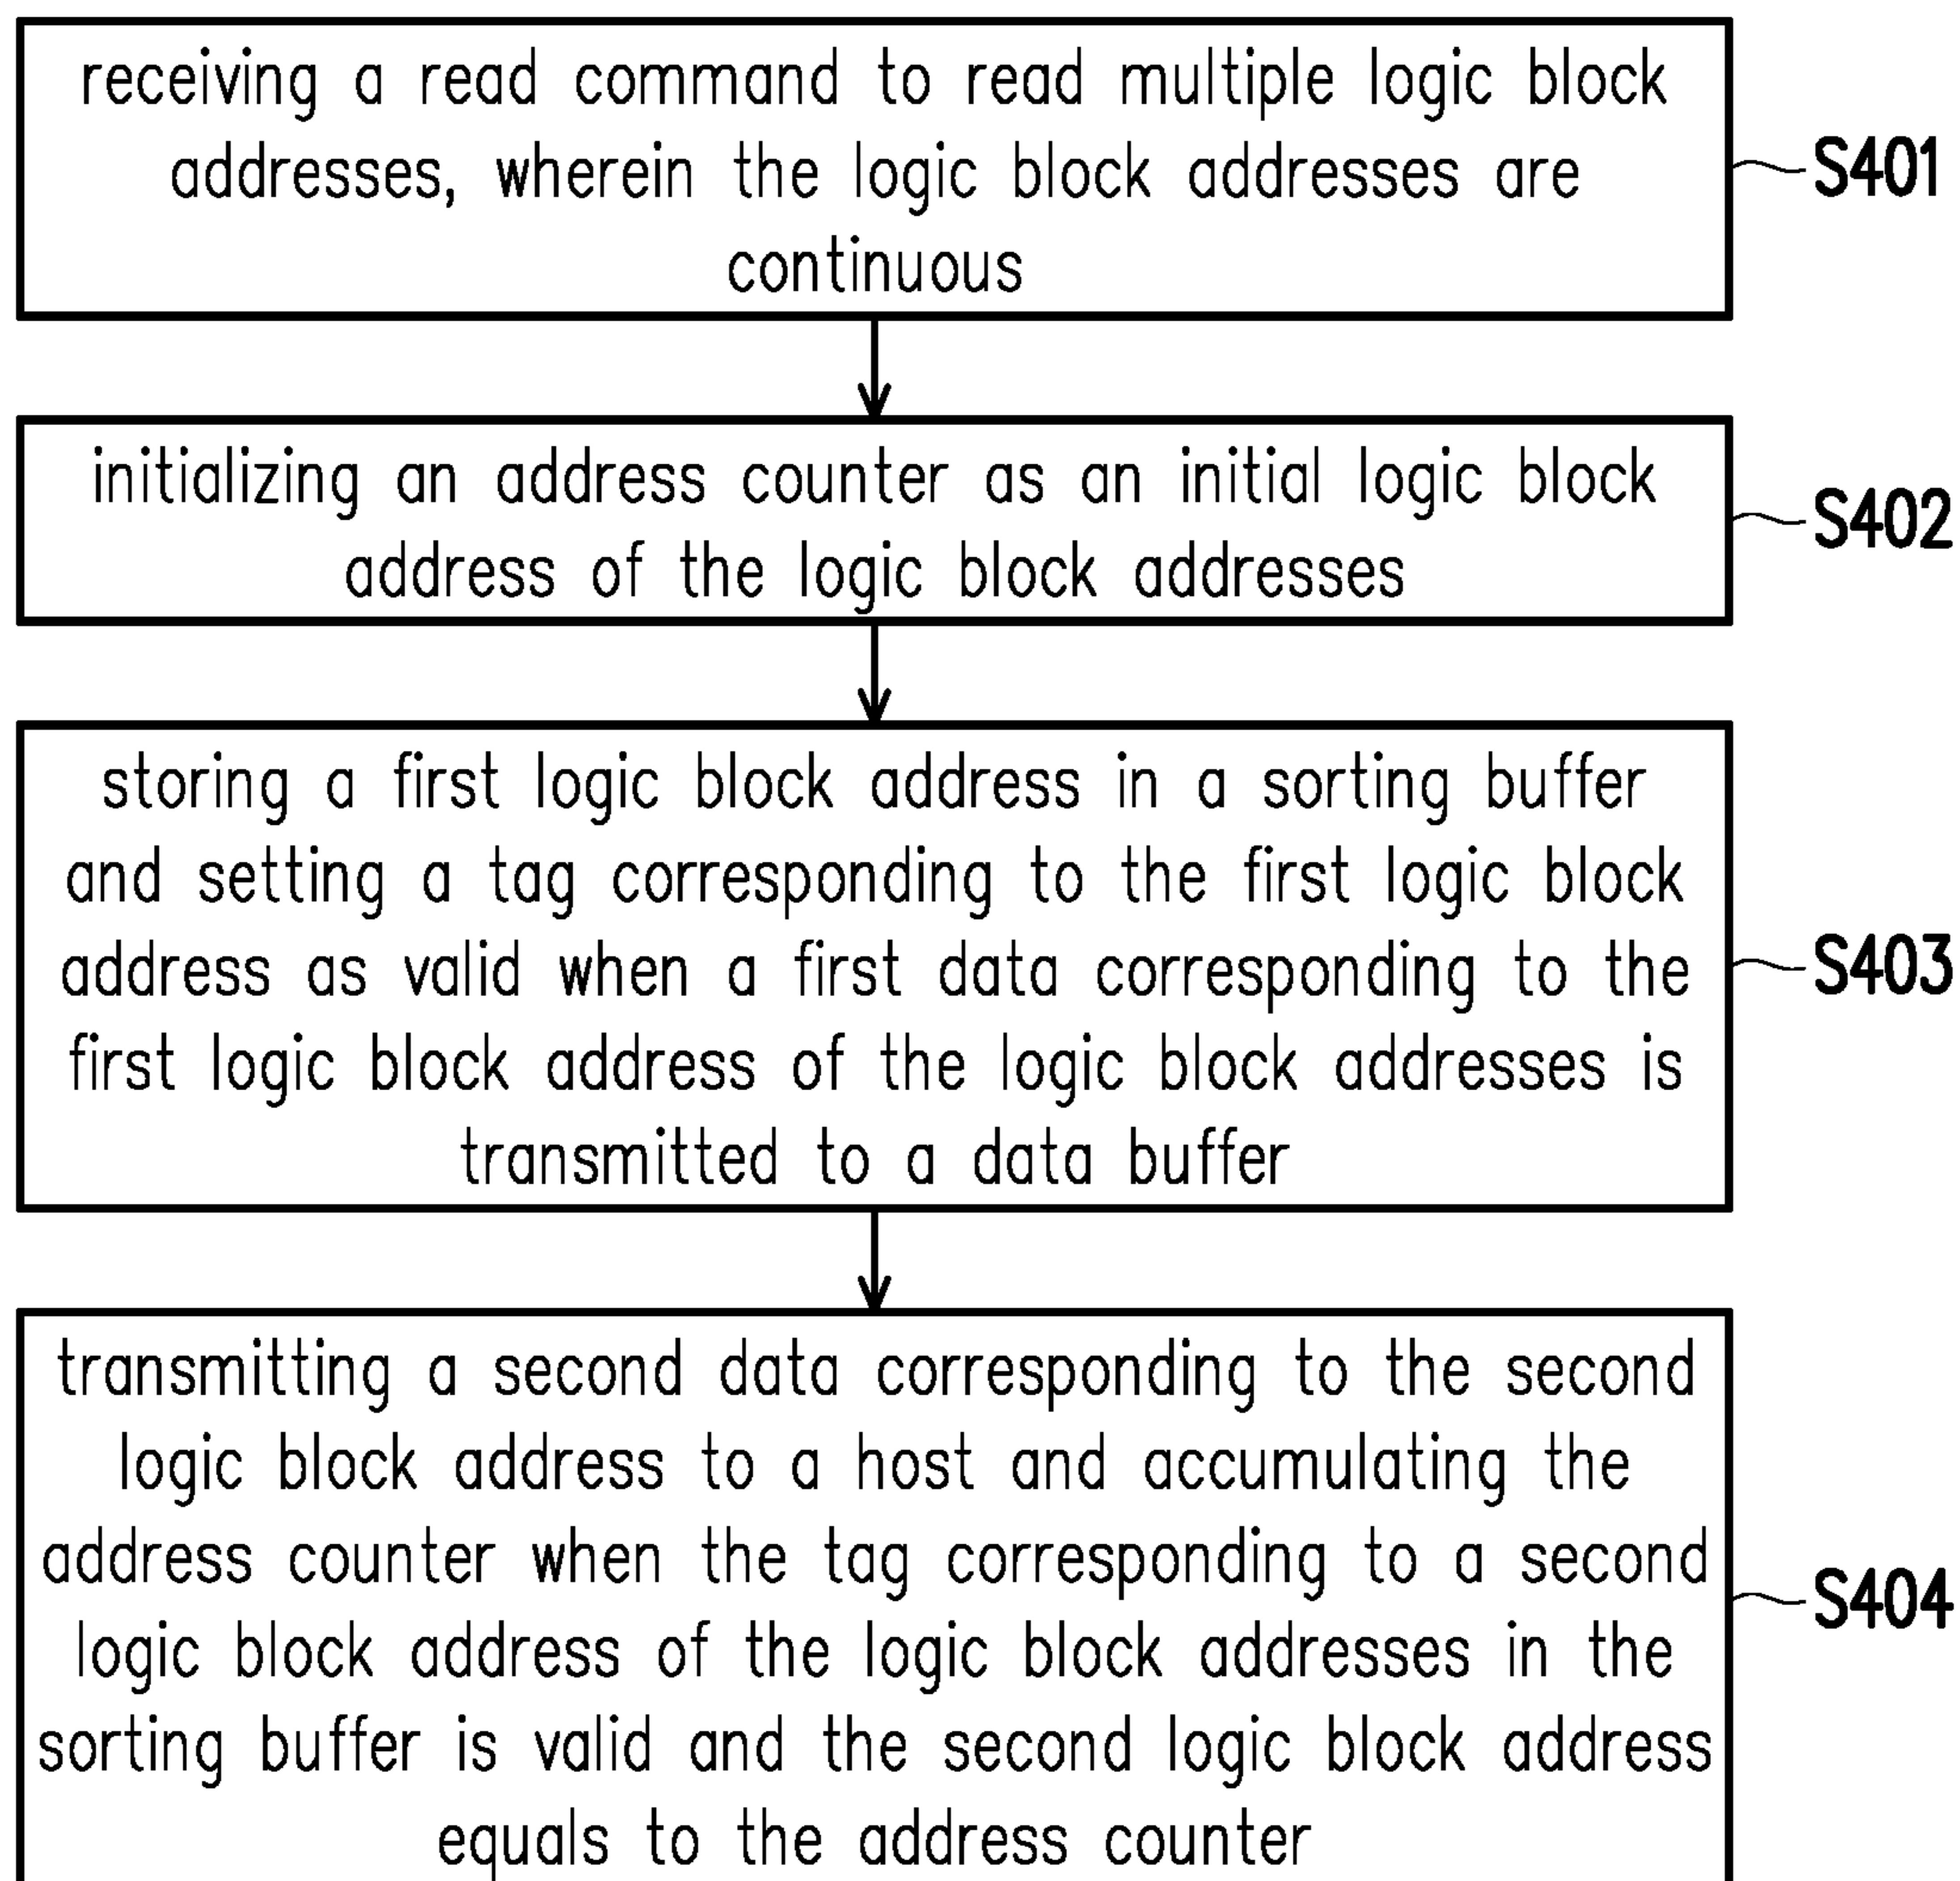 receiving a read command to read multiple logic block
addresses, wherein the logic block addresses are
continuous
S401
initializing an address counter as an initial logic block
address of the logic block addresses
S402
storing a first logic block address in a sorting buffer
and setting a tag corresponding to the first logic block
address as valid when a first data corresponding to the
first logic block address of the logic block addresses is
transmitted to a data buffer
S403
transmitting a second data corresponding to the second
logic block address to a host and accumulating the
address counter when the tag corresponding to a second
logic block address of the logic block addresses in the
sorting buffer is valid and the second logic block address
equals to the address counter
S404